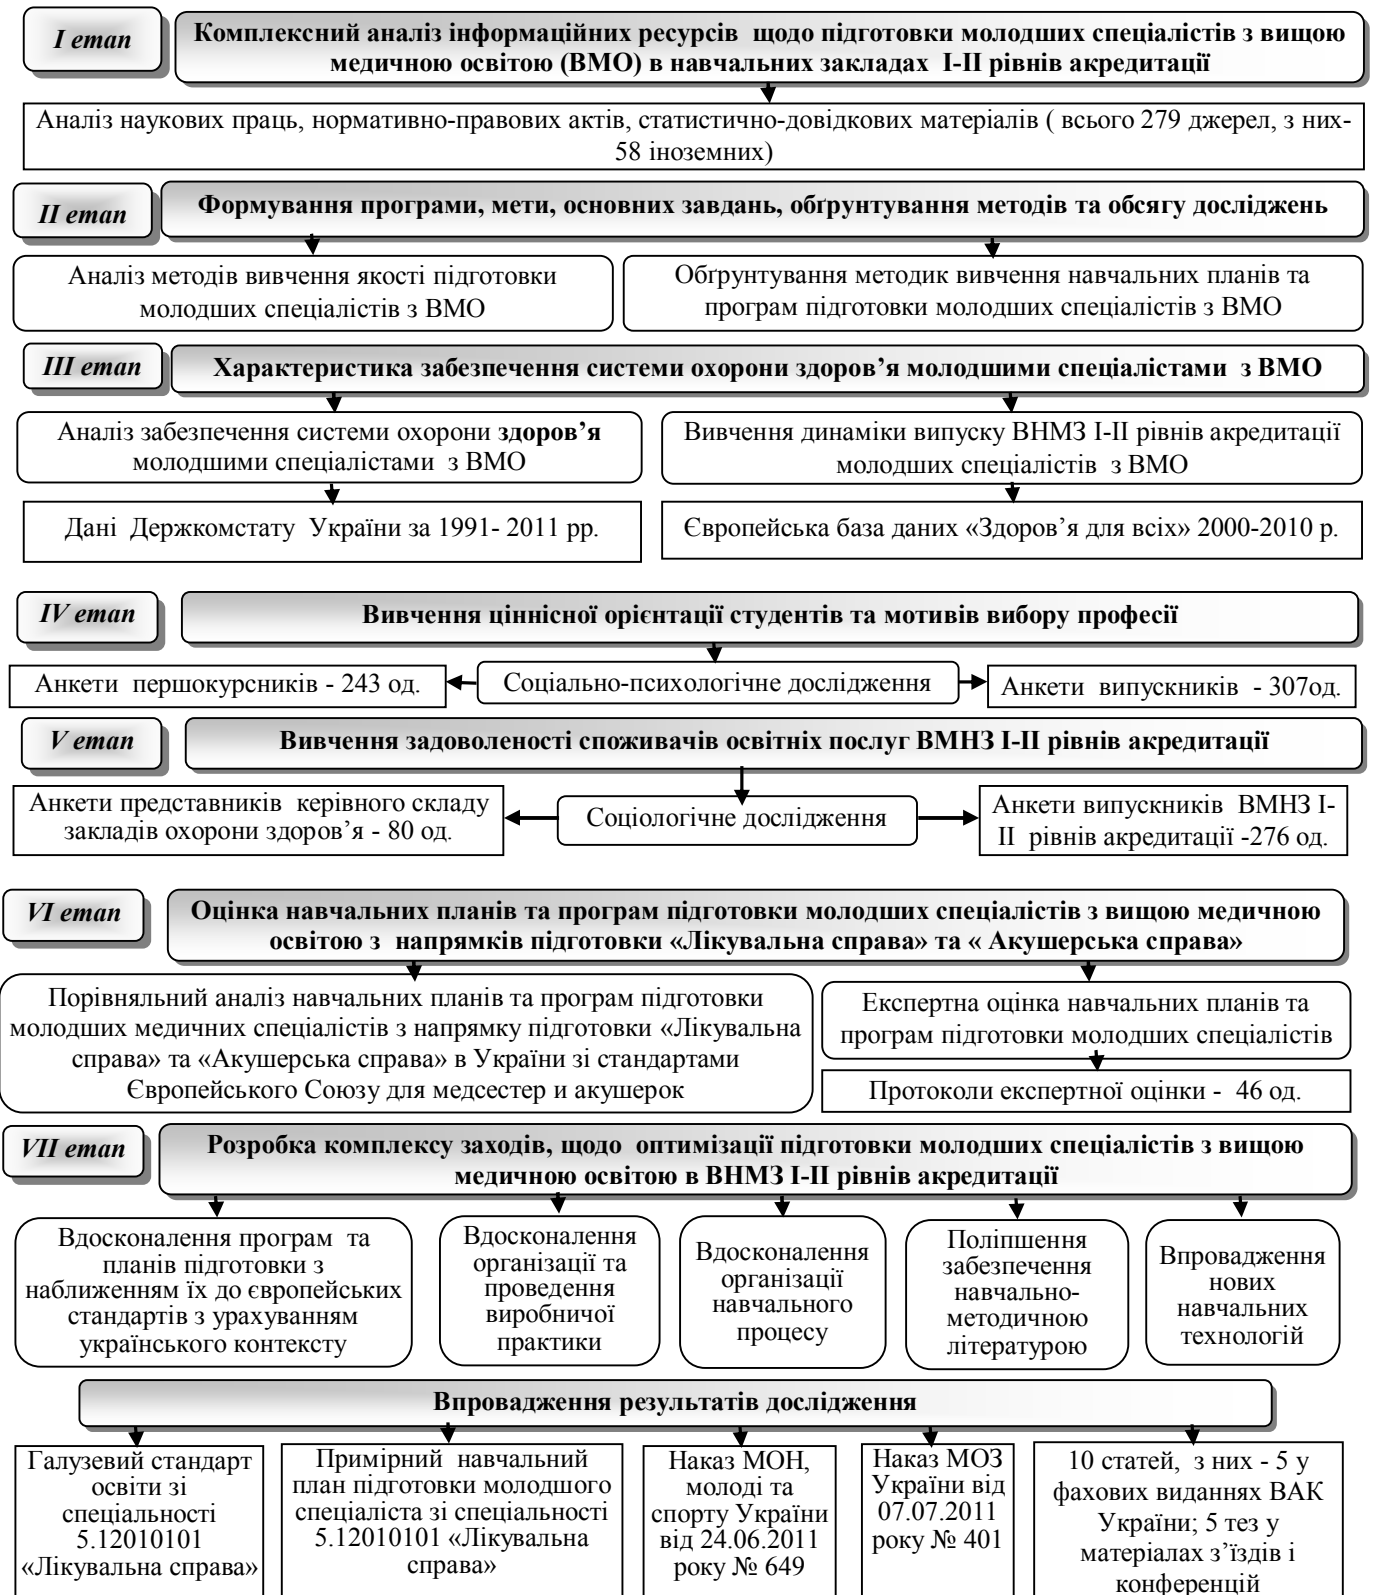 I етап
Комплексний аналіз інформаційних ресурсів щодо підготовки молодших спеціалістів з вищою
медичною освітою (ВМО) в навчальних закладах І-ІІ рівнів акредитації
Аналіз наукових праць, нормативно-правових актів, статистично-довідкових матеріалів ( всього 279 джерел, з них-
58 іноземних)
II етап
Формування програми, мети, основних завдань, обґрунтування методів та обсягу досліджень
Аналіз методів вивчення якості підготовки
молодших спеціалістів з ВМО
Обґрунтування методик вивчення навчальних планів та
програм підготовки молодших спеціалістів з ВМО
III етап
Характеристика забезпечення системи охорони здоров’я молодшими спеціалістами з ВМО
Аналіз забезпечення системи охорони здоров’я
молодшими спеціалістами з ВМО
Вивчення динаміки випуску ВНМЗ І-ІІ рівнів акредитації
молодших спеціалістів з ВМО
Дані Держкомстату України за 1991- 2011 рр.
Європейська база даних «Здоров’я для всіх» 2000-2010 р.
IV етап
Вивчення ціннісної орієнтації студентів та мотивів вибору професії
Анкети першокурсників - 243 од.
Соціально-психологічне дослідження
Анкети випускників - 307од.
V етап
Вивчення задоволеності споживачів освітніх послуг ВМНЗ І-ІІ рівнів акредитації
Анкети представників керівного складу
закладів охорони здоров’я - 80 од.
Соціологічне дослідження
Анкети випускників ВМНЗ І-
ІІ рівнів акредитації -276 од.
VI етап
Оцінка навчальних планів та програм підготовки молодших спеціалістів з вищою медичною
освітою з напрямків підготовки «Лікувальна справа» та « Акушерська справа»
Порівняльний аналіз навчальних планів та програм підготовки
молодших медичних спеціалістів з напрямку підготовки «Лікувальна
справа» та «Акушерська справа» в України зі стандартами
Європейського Союзу для медсестер и акушерок
Експертна оцінка навчальних планів та
програм підготовки молодших спеціалістів
Протоколи експертної оцінки - 46 од.
VII етап
Розробка комплексу заходів, щодо оптимізації підготовки молодших спеціалістів з вищою
медичною освітою в ВНМЗ І-ІІ рівнів акредитації
Вдосконалення програм та
планів підготовки з
наближенням їх до європейських
стандартів з урахуванням
українського контексту
Вдосконалення
організації та
проведення
виробничої
практики
Вдосконалення
організації
навчального
процесу
Поліпшення
забезпечення
навчально-
методичною
літературою
Впровадження
нових
навчальних
технологій
Впровадження результатів дослідження
Галузевий стандарт
освіти зі
спеціальності
5.12010101
«Лікувальна справа»
Примірний навчальний
план підготовки молодшого
спеціаліста зі спеціальності
5.12010101 «Лікувальна
справа»
Наказ МОН,
молоді та
спорту України
від 24.06.2011
року № 649
Наказ МОЗ
України від
07.07.2011
року № 401
10 статей, з них - 5 у
фахових виданнях ВАК
України; 5 тез у
матеріалах з’їздів і
конференцій